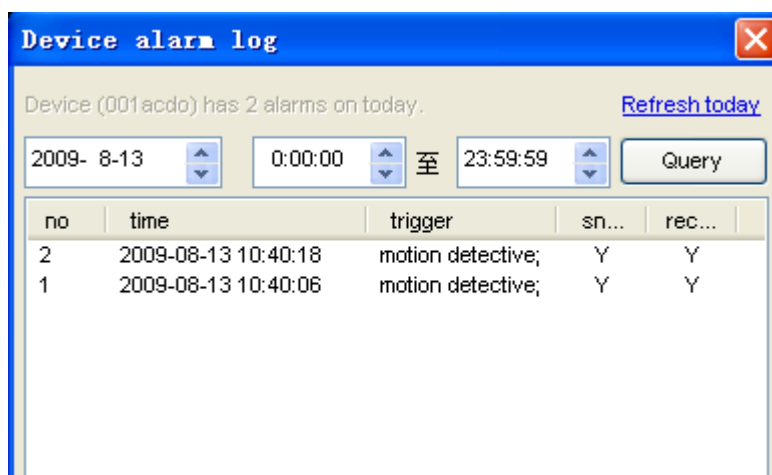 Device alarm log
Device (001acdo) has 2 alarms on today.
Refresh today
2009- 8-13 0:00:00 至 23:59:59 Query
no time trigger sn... rec...
2 2009-08-13 10:40:18 motion detective; Y Y
1 2009-08-13 10:40:06 motion detective; Y Y